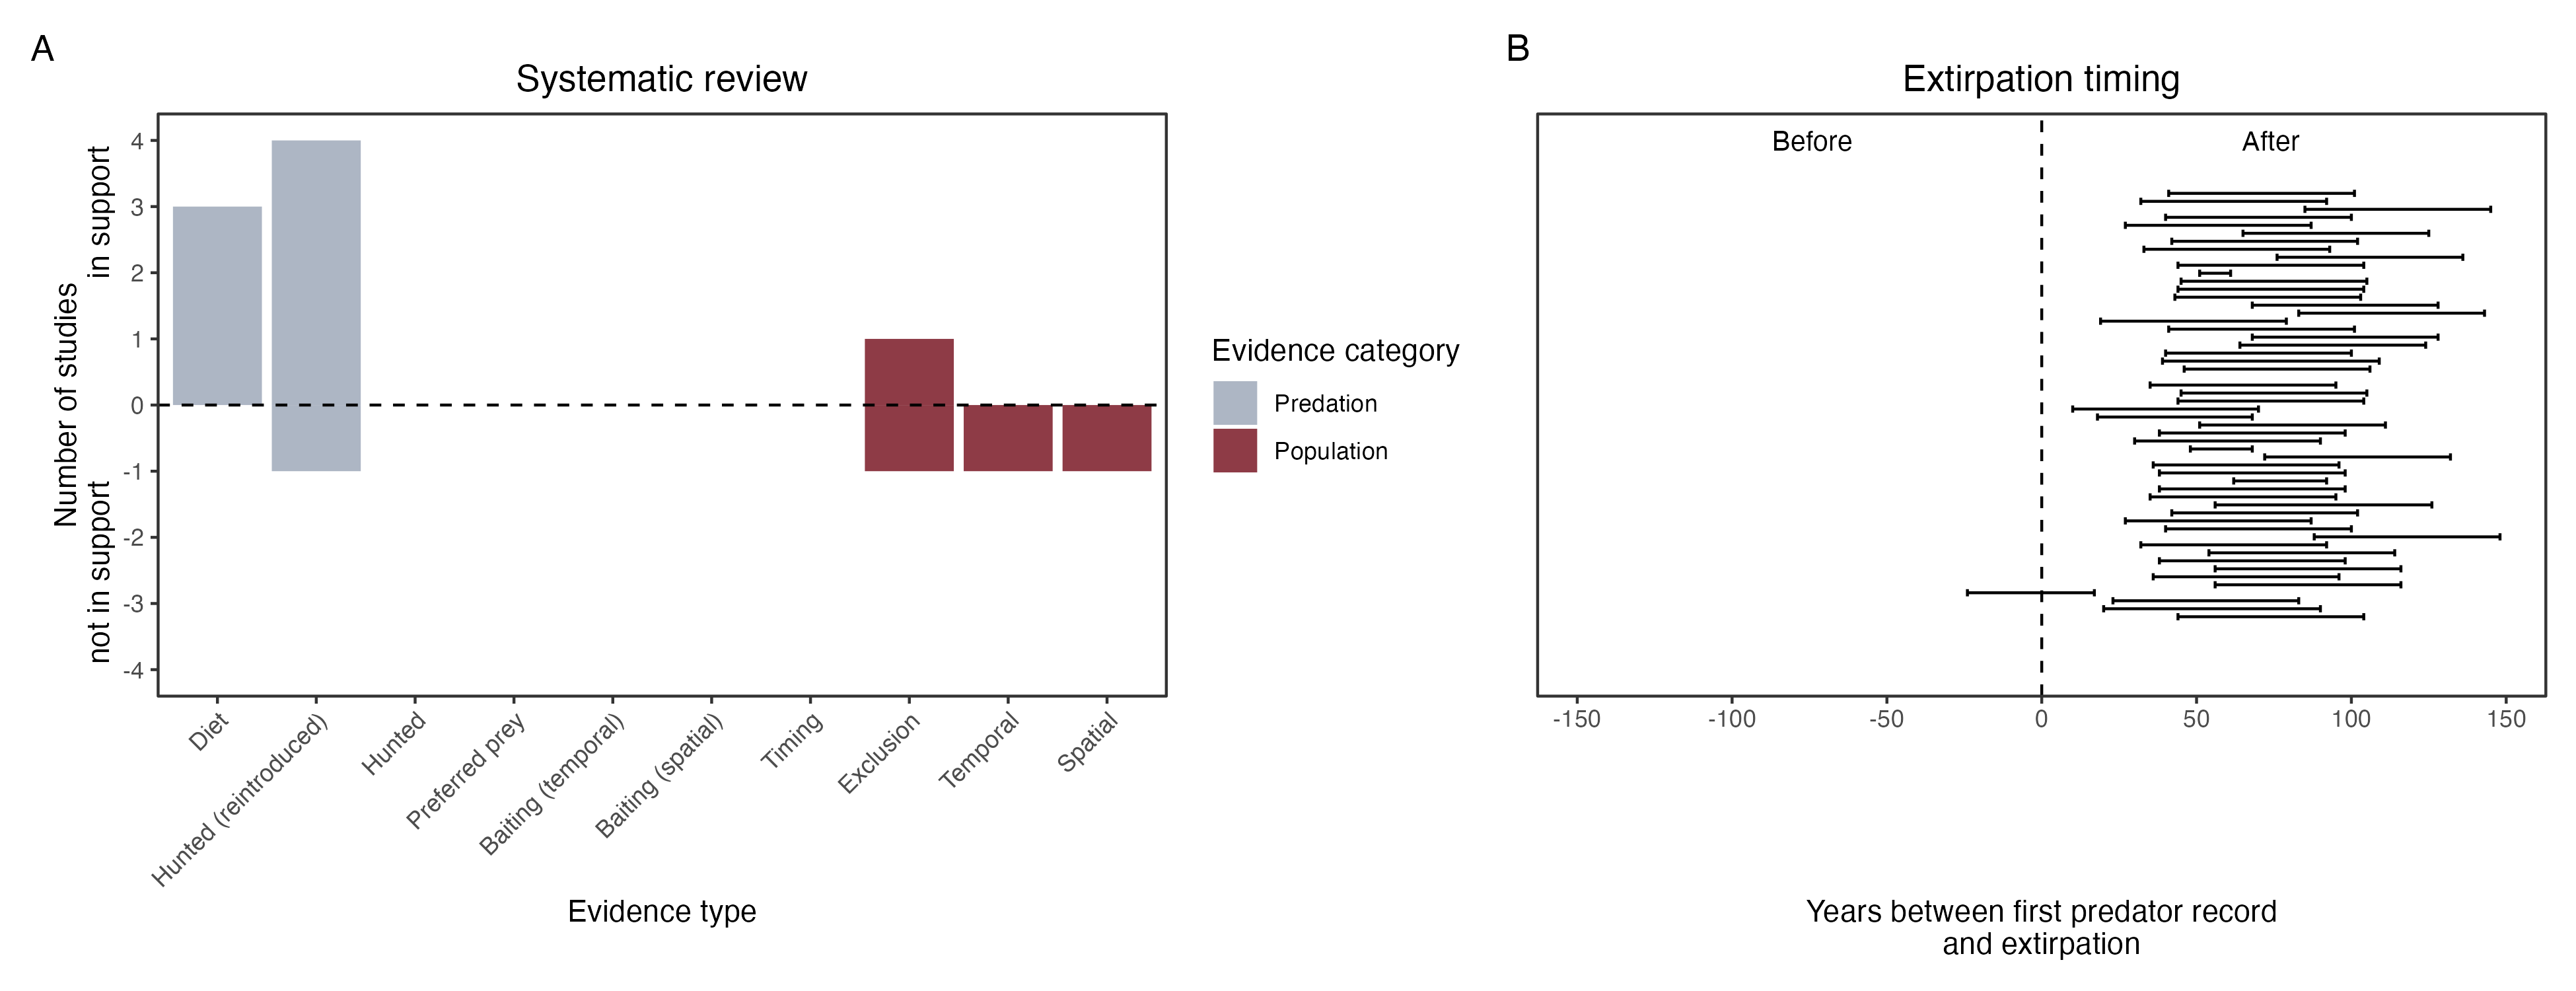 A
Systematic review
Number of studies
in support
not in support
4
3
2
1
0
-1
-2
-3
-4
Diet
Hunted (reintroduced)
Hunted
Preferred prey
Baiting (temporal)
Baiting (spatial)
Timing
Exclusion
Temporal
Spatial
Evidence type
Evidence category
Predation
Population
B
Extirpation timing
Before
After
-150
-100
-50
0
50
100
150
Years between first predator record
and extirpation